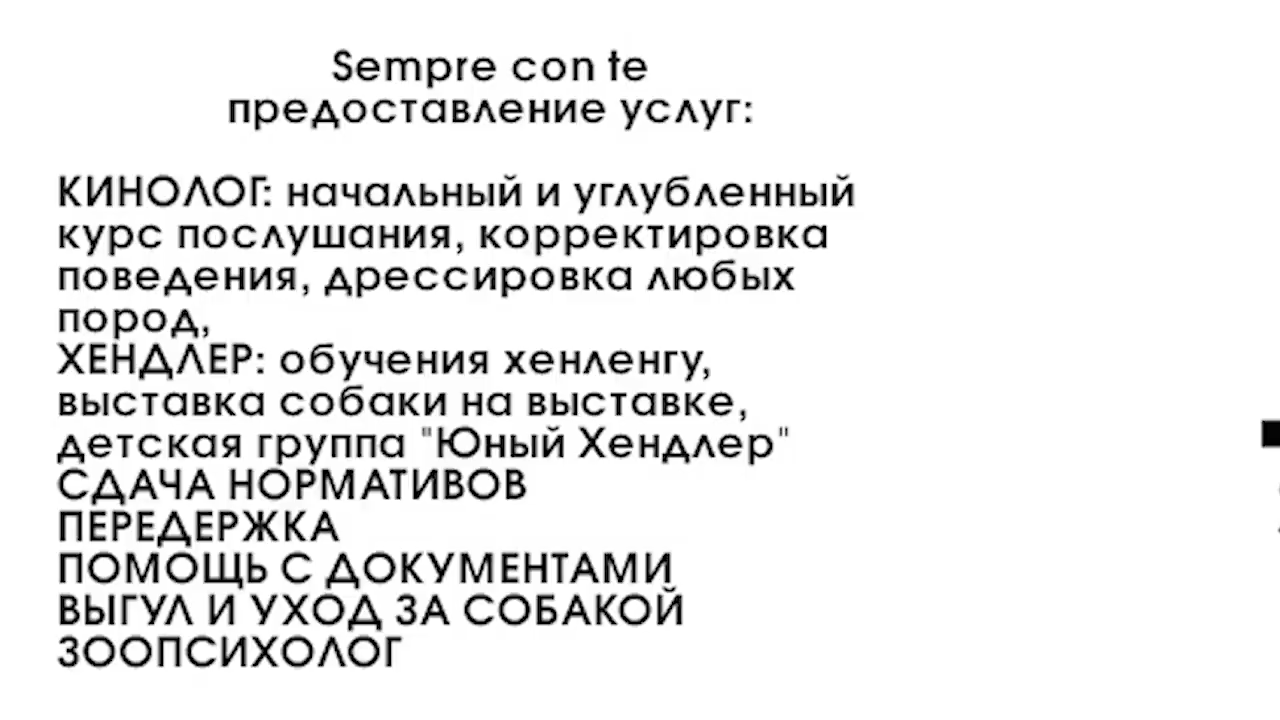 Sempre con te
предоставление услуг:
КИНОЛОГ: начальный и углубленный
курс послушания, корректировка
поведения, дрессировка любых
пород,
ХЕНДЛЕР: обучения хенленгу,
выставка собаки на выставке,
детская группа "Юный Хендлер"
СДАЧА НОРМАТИВОВ
ПЕРЕДЕРЖКА
ПОМОЩЬ С ДОКУМЕНТАМИ
ВЫГУЛ И УХОД ЗА СОБАКОЙ
ЗООПСИХОЛОГ